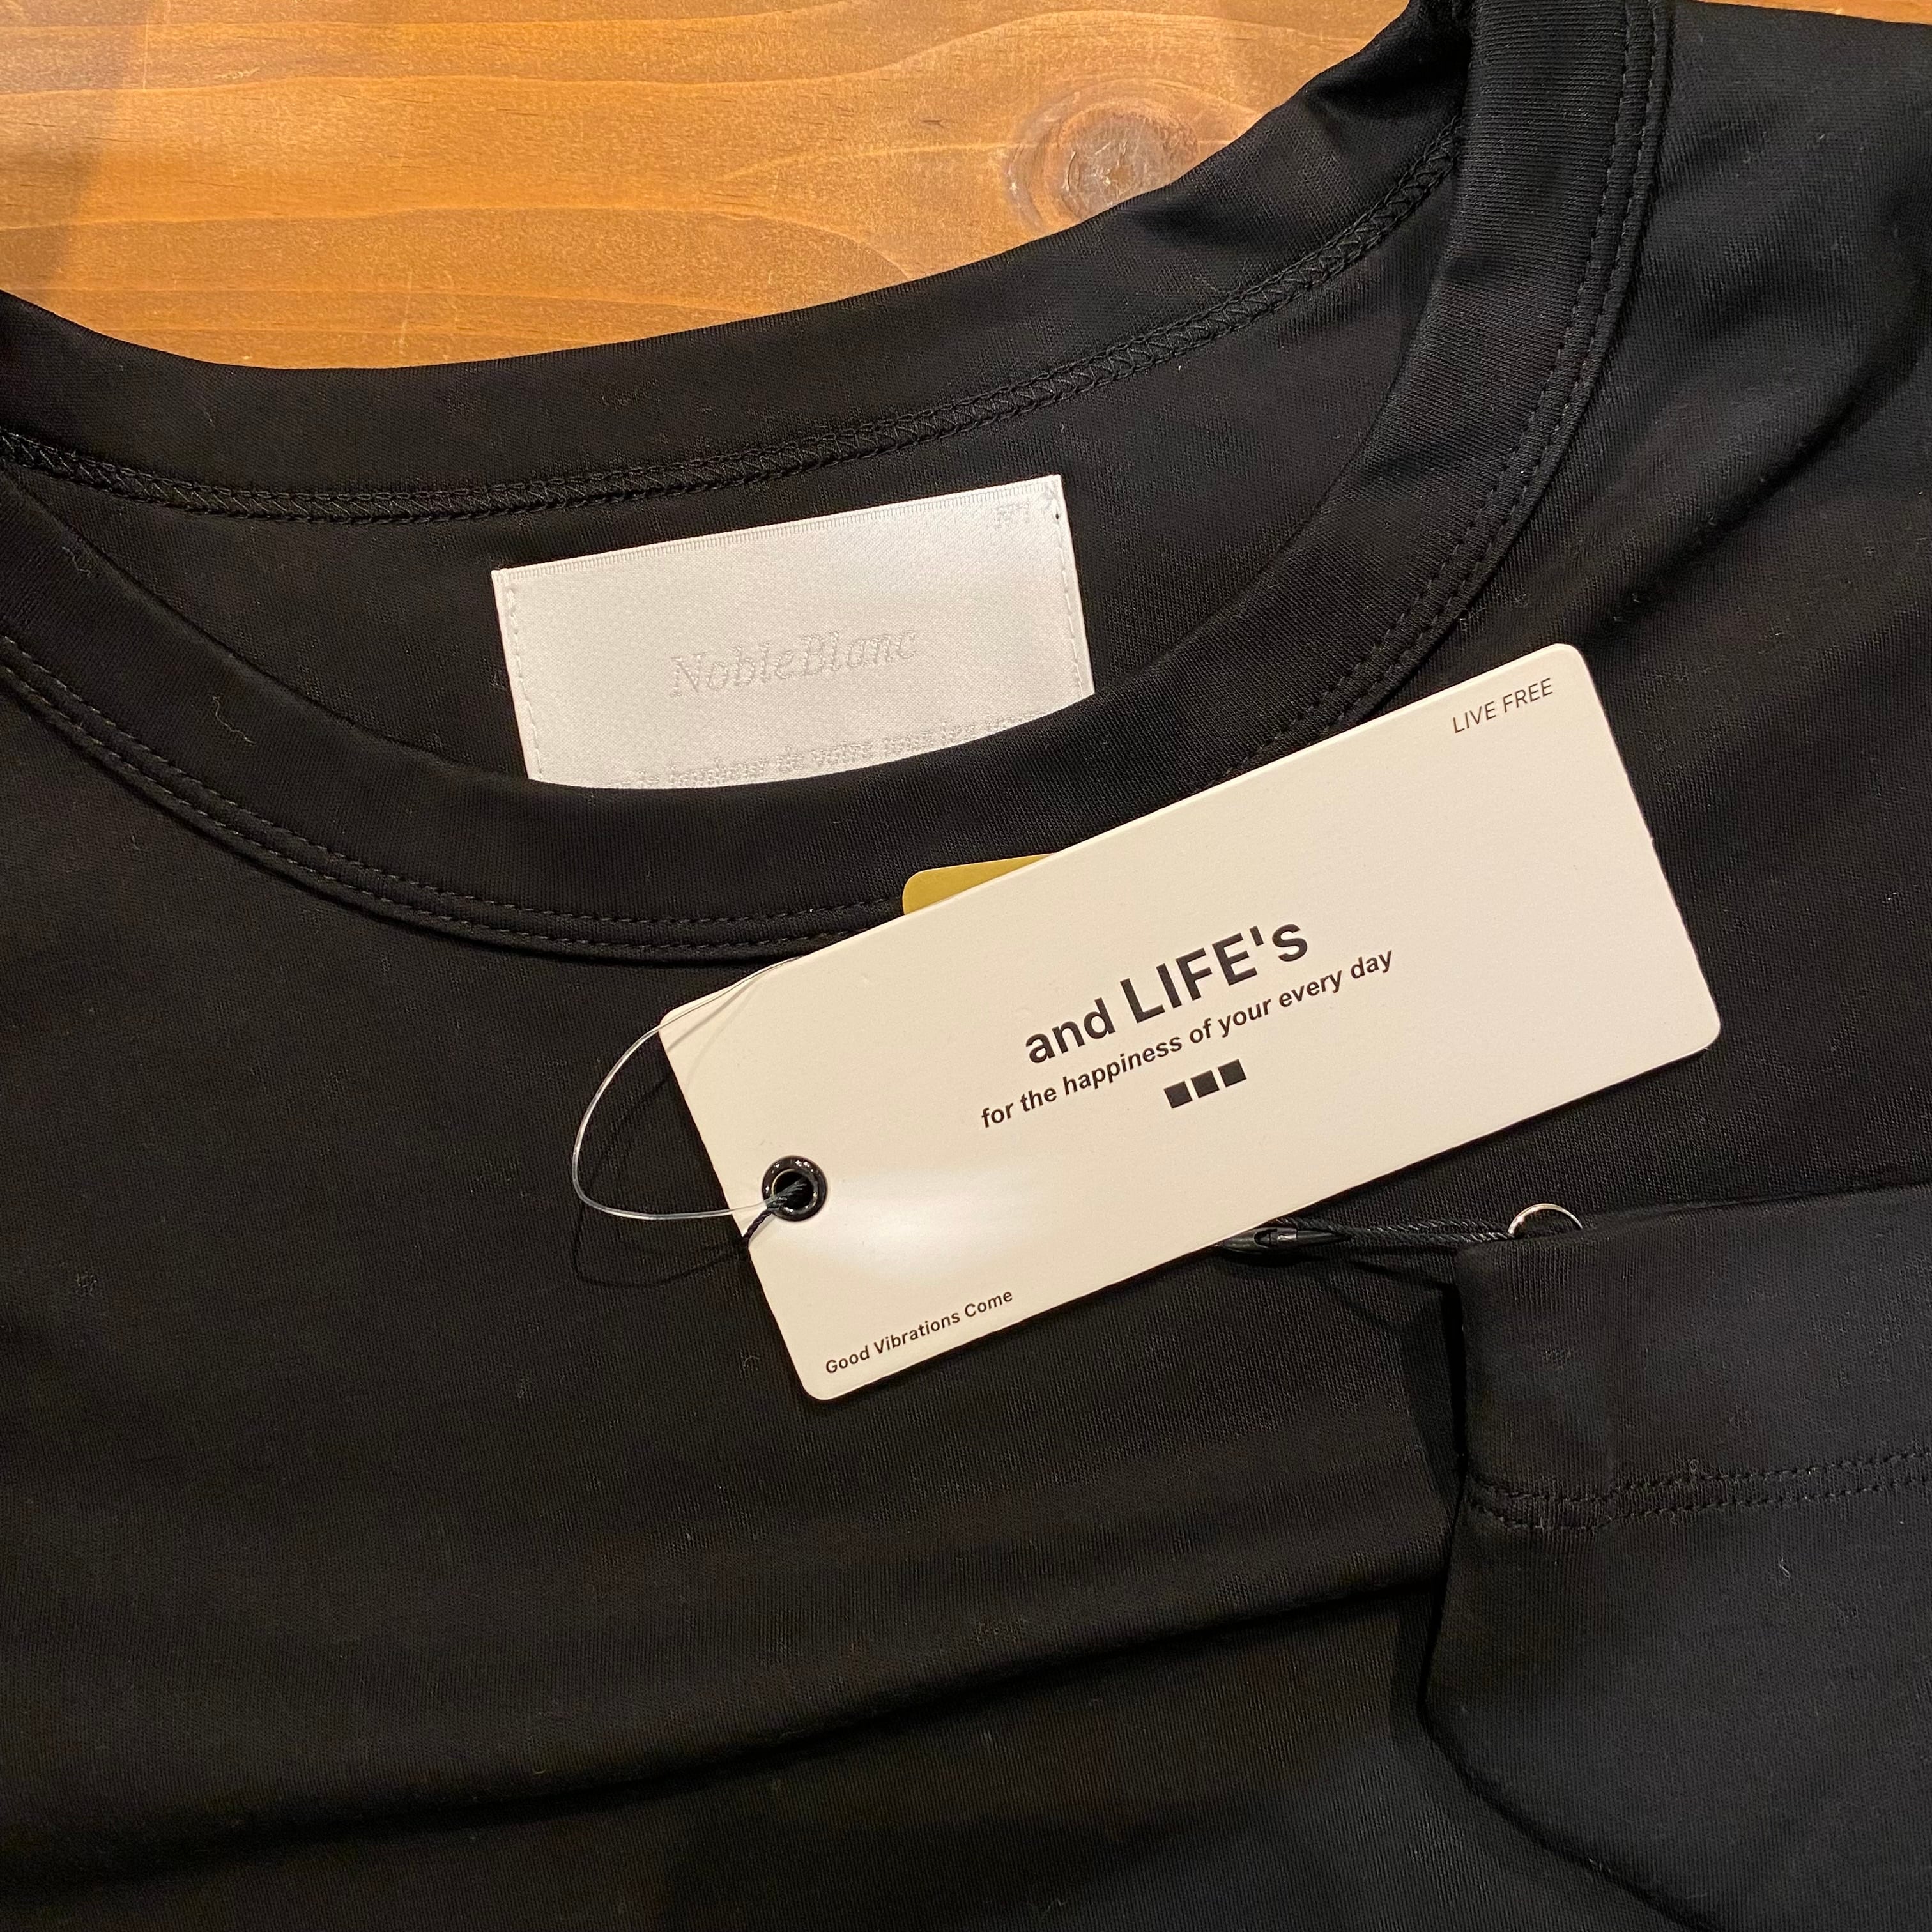 NobleBlanc
LIVE FREE
and LIFE's
for the happiness of your every day
Good Vibrations Come